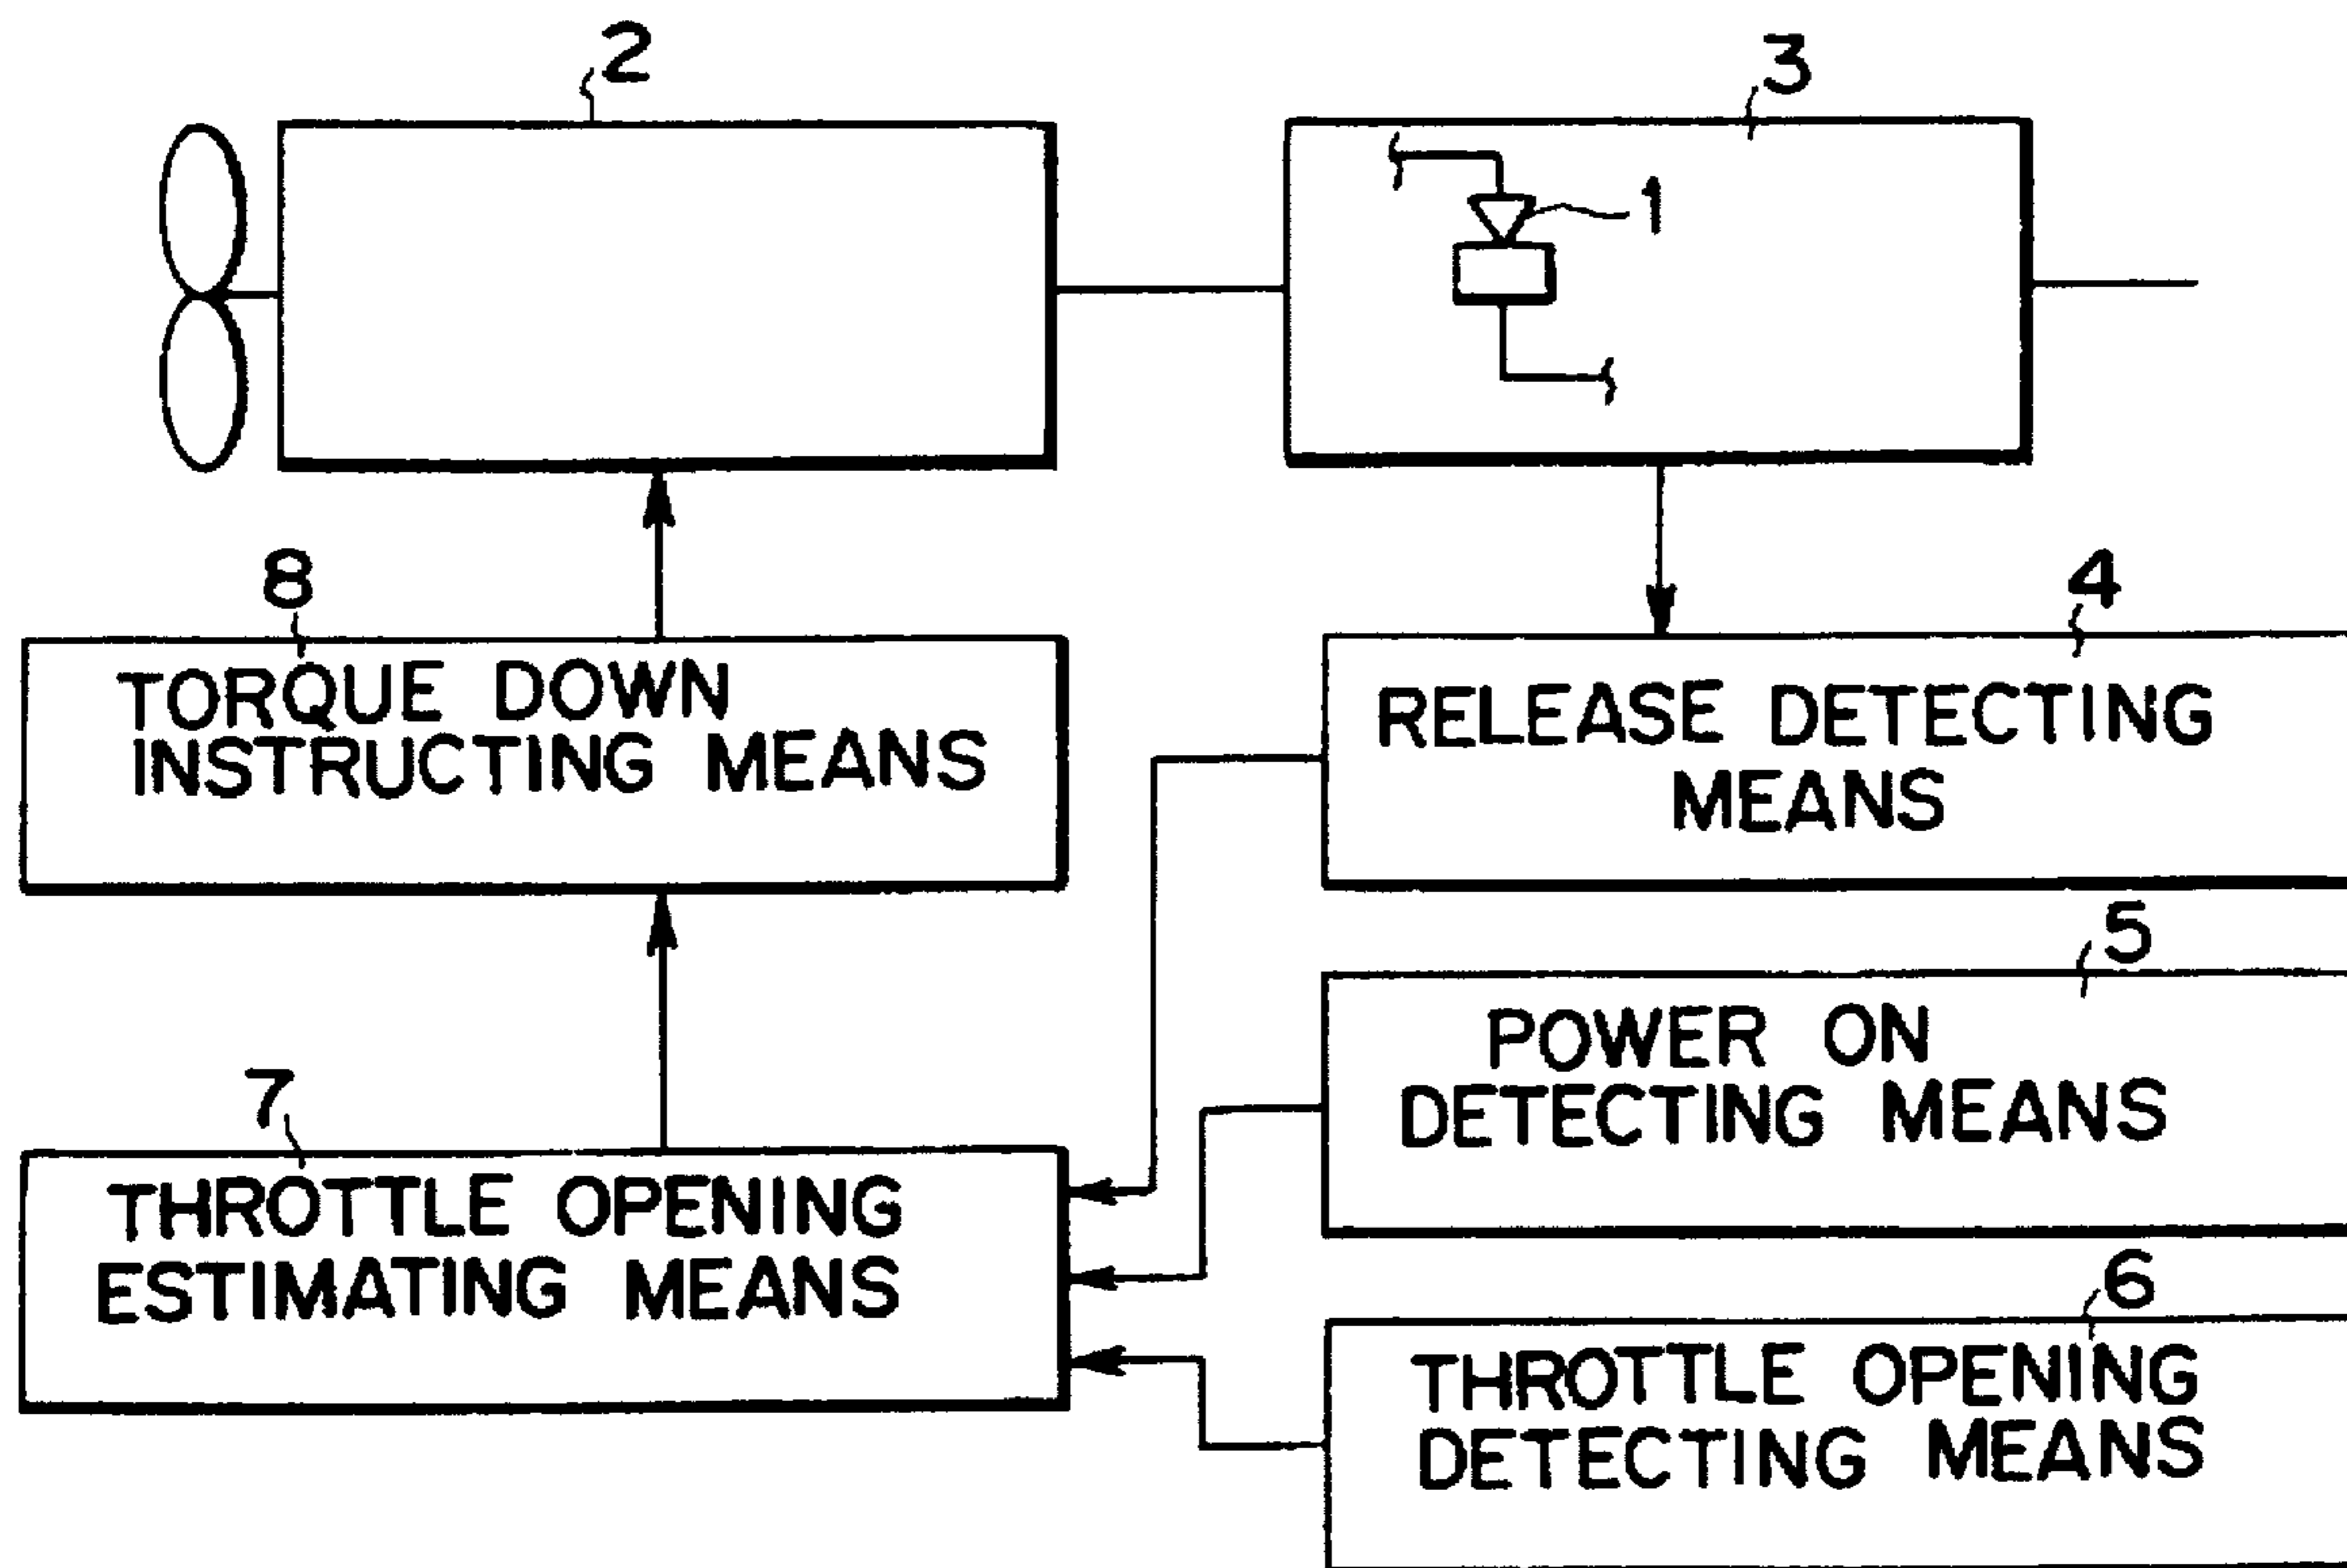 2
3
1
8
TORQUE DOWN
INSTRUCTING MEANS
4
RELEASE DETECTING
MEANS
5
POWER ON
DETECTING MEANS
7
THROTTLE OPENING
ESTIMATING MEANS
6
THROTTLE OPENING
DETECTING MEANS